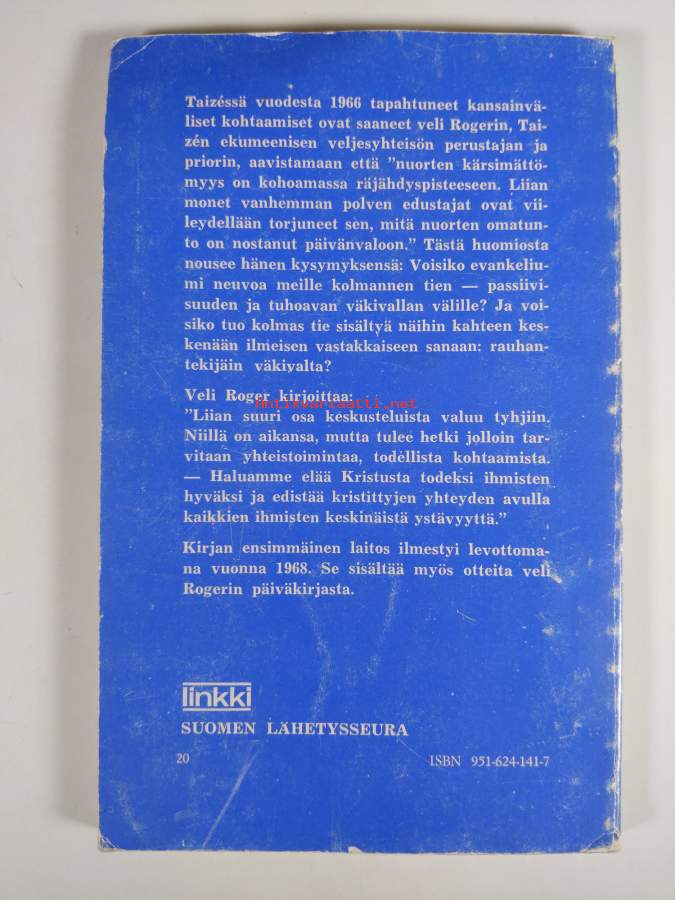 Taizéssä vuodesta 1966 tapahtuneet kansainvä-
liset kohtaamiset ovat saaneet veli Rogerin, Tai-
zén ekumeenisen veljesyhteisön perustajan ja
priorin, aavistamaan että ”nuorten kärsimättö-
myys on kohoamassa räjähdyspisteeseen. Liian
monet vanhemman polven edustajat ovat vii-
leydellään torjuneet sen, mitä nuorten omatun-
to on nostanut päivänvaloon.” Tästä huomiosta
nousee hänen kysymyksensä: Voisiko evankeliu-
mi neuvoa meille kolmannen tien — passiivi-
suuden ja tuhoavan väkivallan välille? Ja voi-
siko tuo kolmas tie sisältyä näihin kahteen kes-
kenään ilmeisen vastakkaiseen sanaan: rauhan-
tekijäin väkivalta?
Veli Roger kirjoittaa:
antikvariaatti.net
”Liian suuri osa keskusteluista valuu tyhjiin.
Niillä on aikansa, mutta tulee hetki jolloin tar-
vitaan yhteistoimintaa, todellista kohtaamista.
— Haluamme elää Kristusta todeksi ihmisten
hyväksi ja edistää kristittyjen yhteyden avulla
kaikkien ihmisten keskinäistä ystävyyttä.”
Kirjan ensimmäinen laitos ilmestyi levottoma-
na vuonna 1968. Se sisältää myös otteita veli
Rogerin päiväkirjasta.
linkki
SUOMEN LÄHETYSSEURA
20 ISBN 951-624-141-7